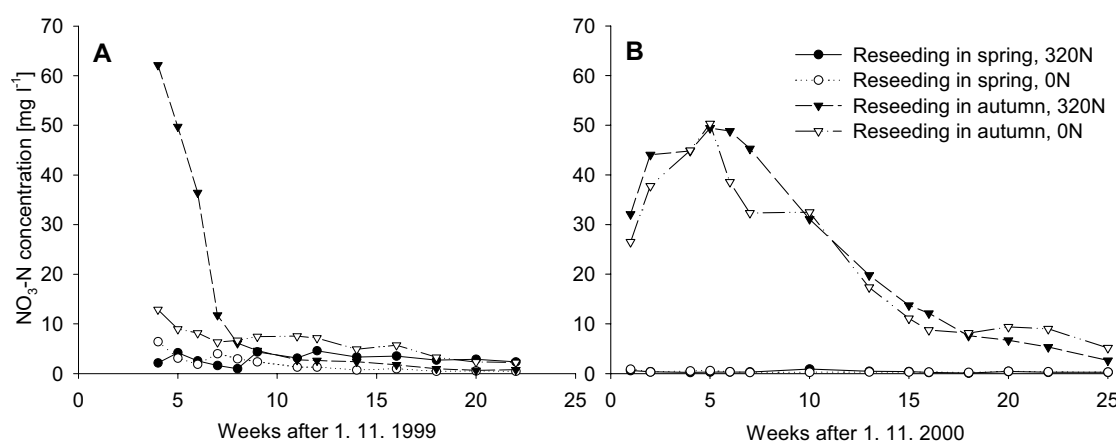 A
B
NO3-N concentration [mg l-1]
70
60
50
40
30
20
10
0
0 5 10 15 20 25
Weeks after 1. 11. 1999
70
60
50
40
30
20
10
0
0 5 10 15 20 25
Weeks after 1. 11. 2000
Reseeding in spring, 320N
Reseeding in spring, 0N
Reseeding in autumn, 320N
Reseeding in autumn, 0N